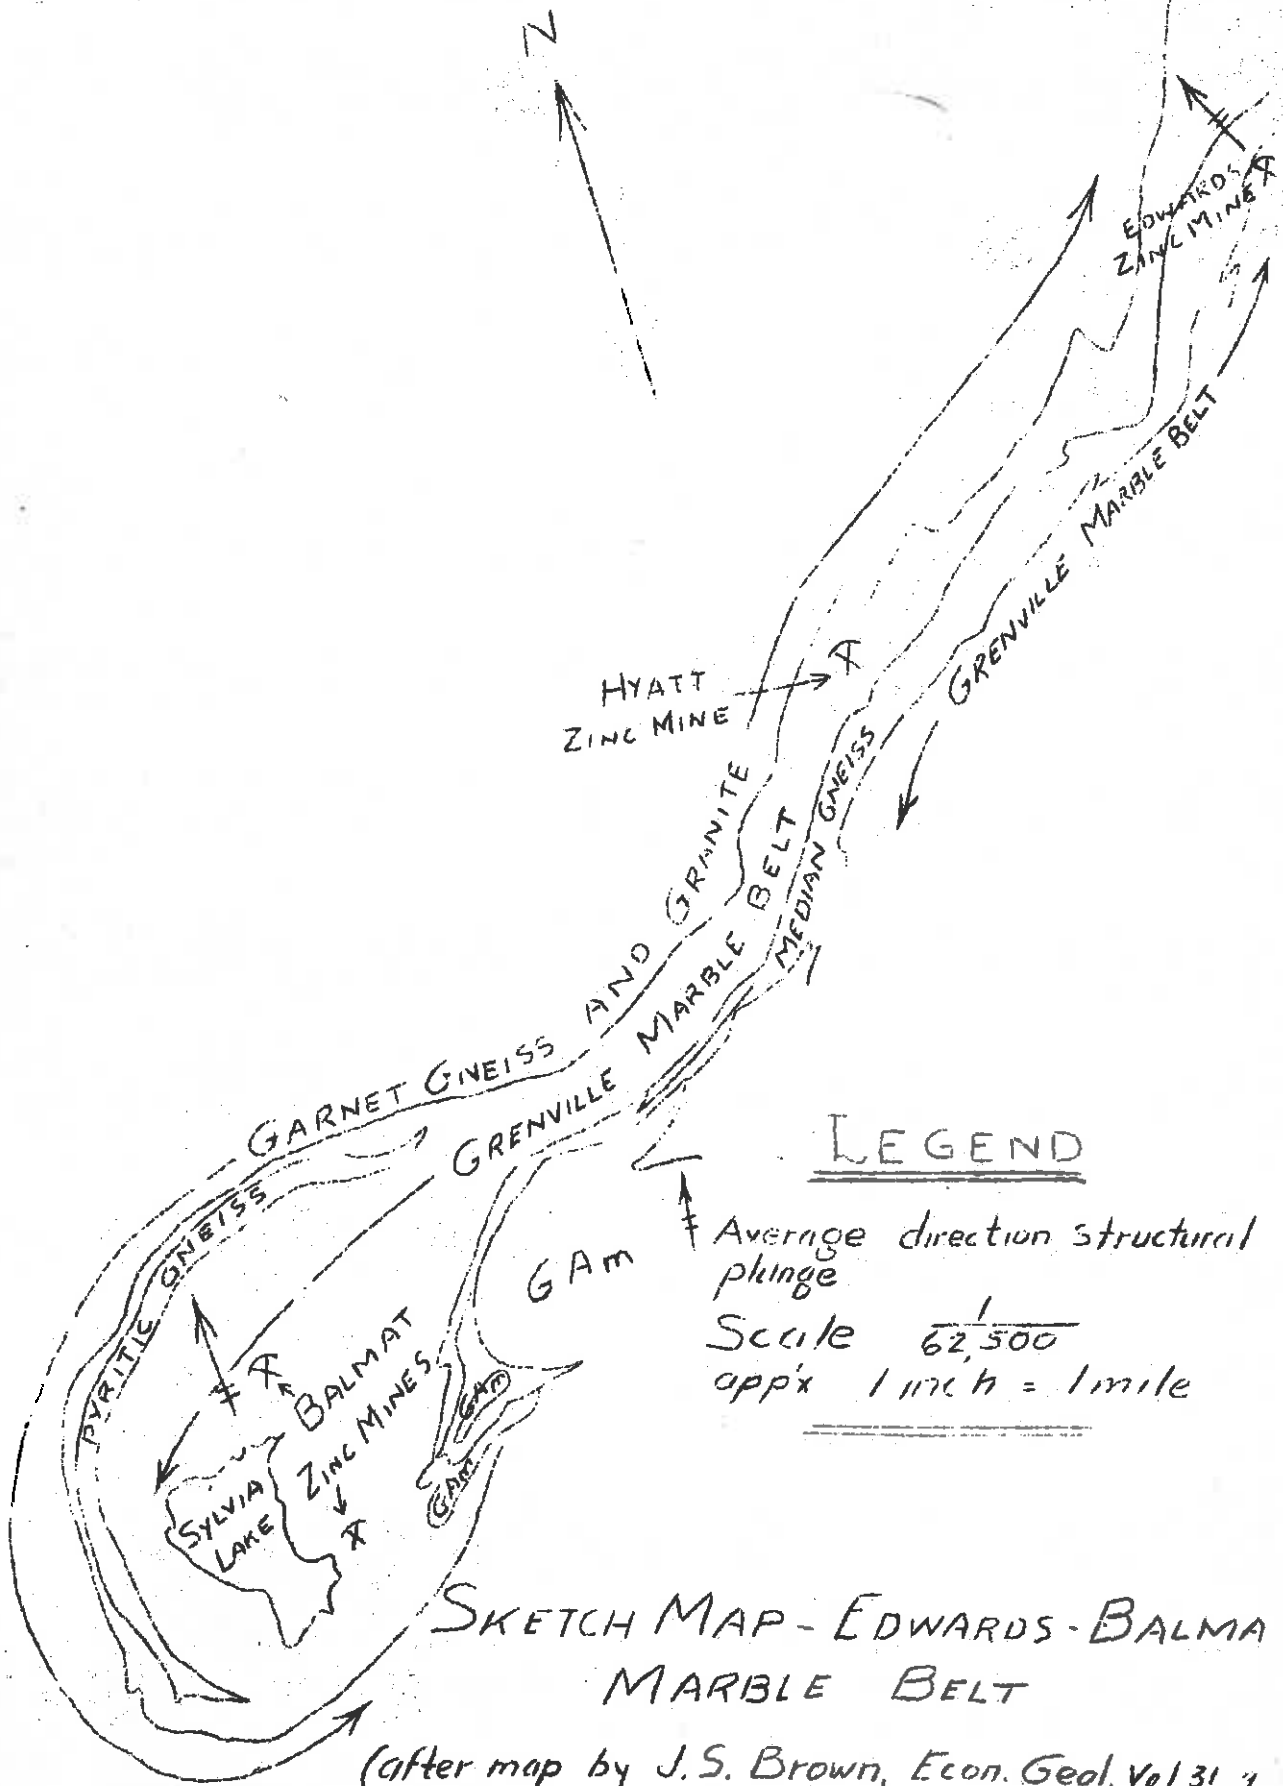 N
EDWARDS
ZINC MINE
GRENVILLE MARBLE BELT
HYATT
ZINC MINE
GARNET GNEISS AND GRANITE
GRENVILLE MARBLE BELT
MEDIAN GNEISS
PYRITIC GNEISS
GAm
GAm
GAm
BALMAT
ZINC MINES
SYLVIA
LAKE
LEGEND
Average direction structural
plunge
Scale 1/62,500
app'x 1 inch = 1 mile
SKETCH MAP - EDWARDS - BALMA
MARBLE BELT
(after map by J.S. Brown, Econ. Geol. Vol 31